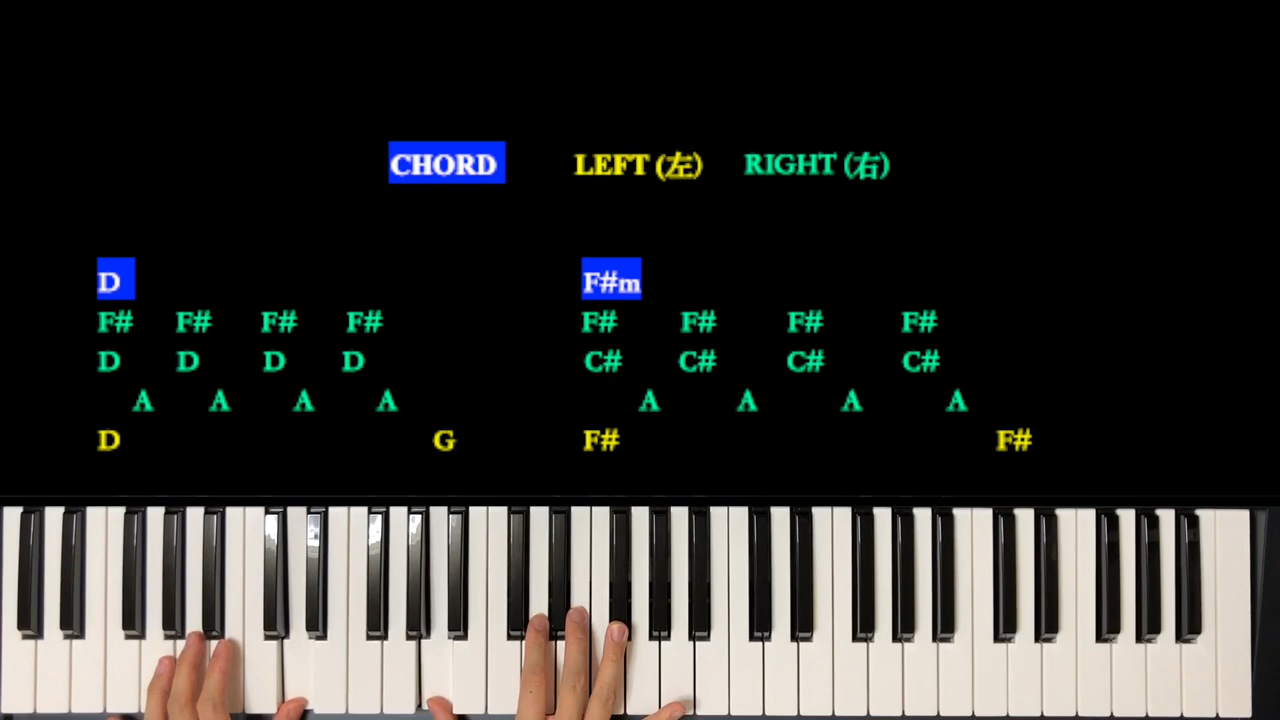 CHORD LEFT (左) RIGHT (右)
D F#m
F# F# F# F# F# F# F# F#
D D D D C# C# C# C#
A A A A A A A A
D G F# F#